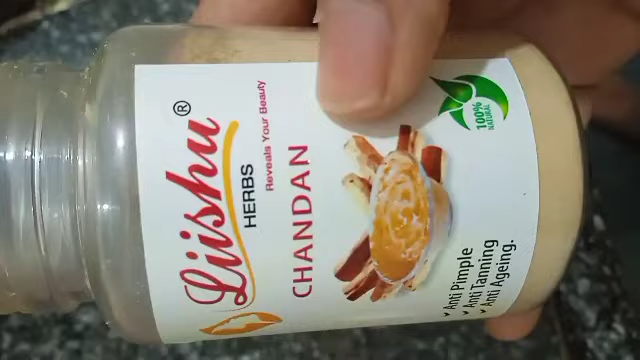 Liishu®
HERBS
Reveals Your Beauty
CHANDAN
100%
NATURAL
✓ Anti Pimple
✓ Anti Tanning
✓ Anti Ageing.